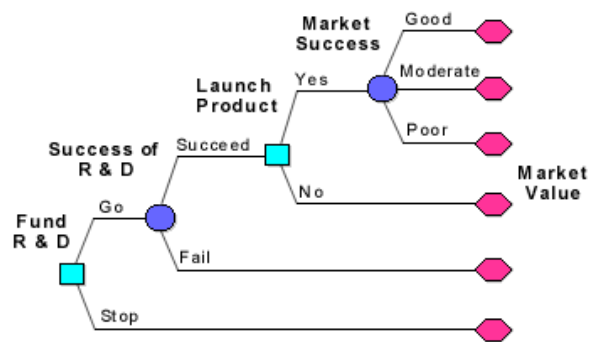 Market
Success
Good
Moderate
Poor
Launch
Product
Yes
No
Success of
R & D
Succeed
Fail
Market
Value
Fund
R & D
Go
Stop